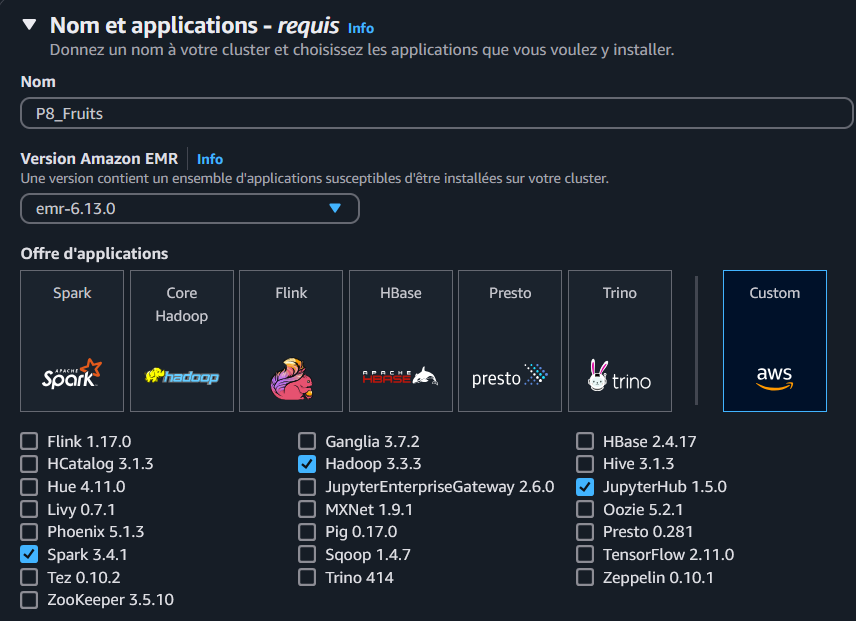 Nom et applications - requis Info
Donnez un nom à votre cluster et choisissez les applications que vous voulez y installer.
Nom
P8_Fruits
Version Amazon EMR Info
Une version contient un ensemble d'applications susceptibles d'être installées sur votre cluster.
emr-6.13.0
Offre d'applications
Spark
Core Hadoop
Flink
HBase
Presto
Trino
Custom
APACHE Spark
hadoop
APACHE HBASE
presto
trino
aws
Flink 1.17.0
Ganglia 3.7.2
HBase 2.4.17
HCatalog 3.1.3
Hadoop 3.3.3
Hive 3.1.3
Hue 4.11.0
JupyterEnterpriseGateway 2.6.0
JupyterHub 1.5.0
Livy 0.7.1
MXNet 1.9.1
Oozie 5.2.1
Phoenix 5.1.3
Pig 0.17.0
Presto 0.281
Spark 3.4.1
Sqoop 1.4.7
TensorFlow 2.11.0
Tez 0.10.2
Trino 414
Zeppelin 0.10.1
ZooKeeper 3.5.10